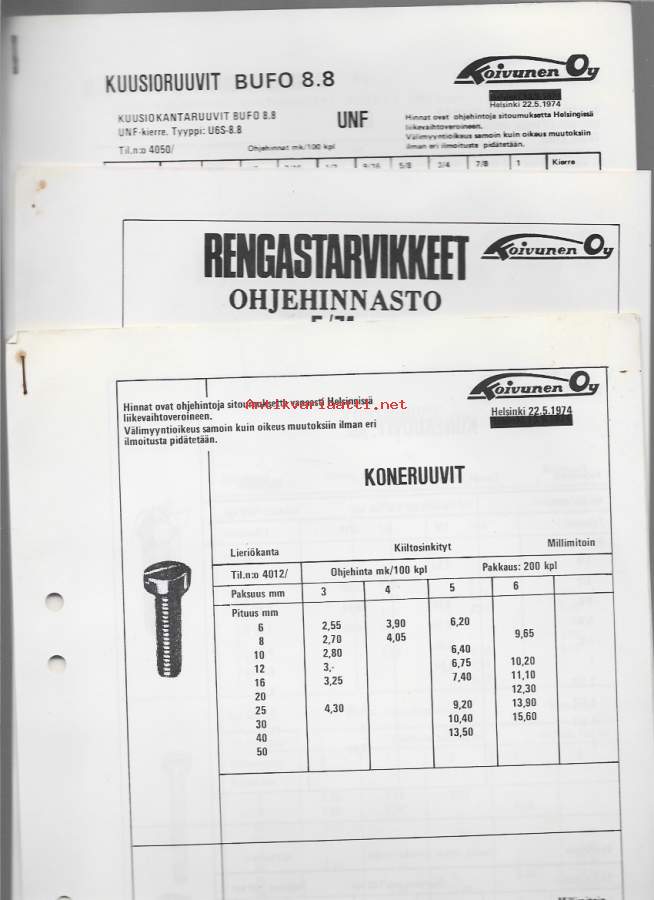 KUUSIORUUVIT BUFO 8.8
Koivunen Oy
Helsinki 22.5.1974
KUUSIOKANTARUUVIT BUFO 8.8
UNF-kierre. Tyyppi: U6S-8.8
UNF
Hinnat ovat ohjehintoja sitoumuksetta Helsingissä
liikevaihtoveroineen.
Välimyyntioikeus samoin kuin oikeus muutoksiin
ilman eri ilmoitusta pidätetään.
Til.n:o 4050/ Ohjehinnat mk/100 kpl
9/16 5/8 3/4 7/8 1 Kierre
RENGASTARVIKKEET
Koivunen Oy
OHJEHINNASTO
Koivunen Oy
Helsinki 22.5.1974
Hinnat ovat ohjehintoja sitoumuksetta vapaasti Helsingissä
liikevaihtoveroineen.
Välimyyntioikeus samoin kuin oikeus muutoksiin ilman eri
ilmoitusta pidätetään.
Antikvariaatti.net
KONERUUVIT
Lieriökanta Kiiltosinkityt Millimitoin
Til.n:o 4012/ Ohjehinta mk/100 kpl Pakkaus: 200 kpl
Paksuus mm 3 4 5 6
Pituus mm
6 2,55 3,90 6,20
8 2,70 4,05 9,65
10 2,80 6,40
12 3,- 6,75 10,20
16 3,25 7,40 11,10
20 12,30
25 4,30 9,20 13,90
30 10,40 15,60
40 13,50
50